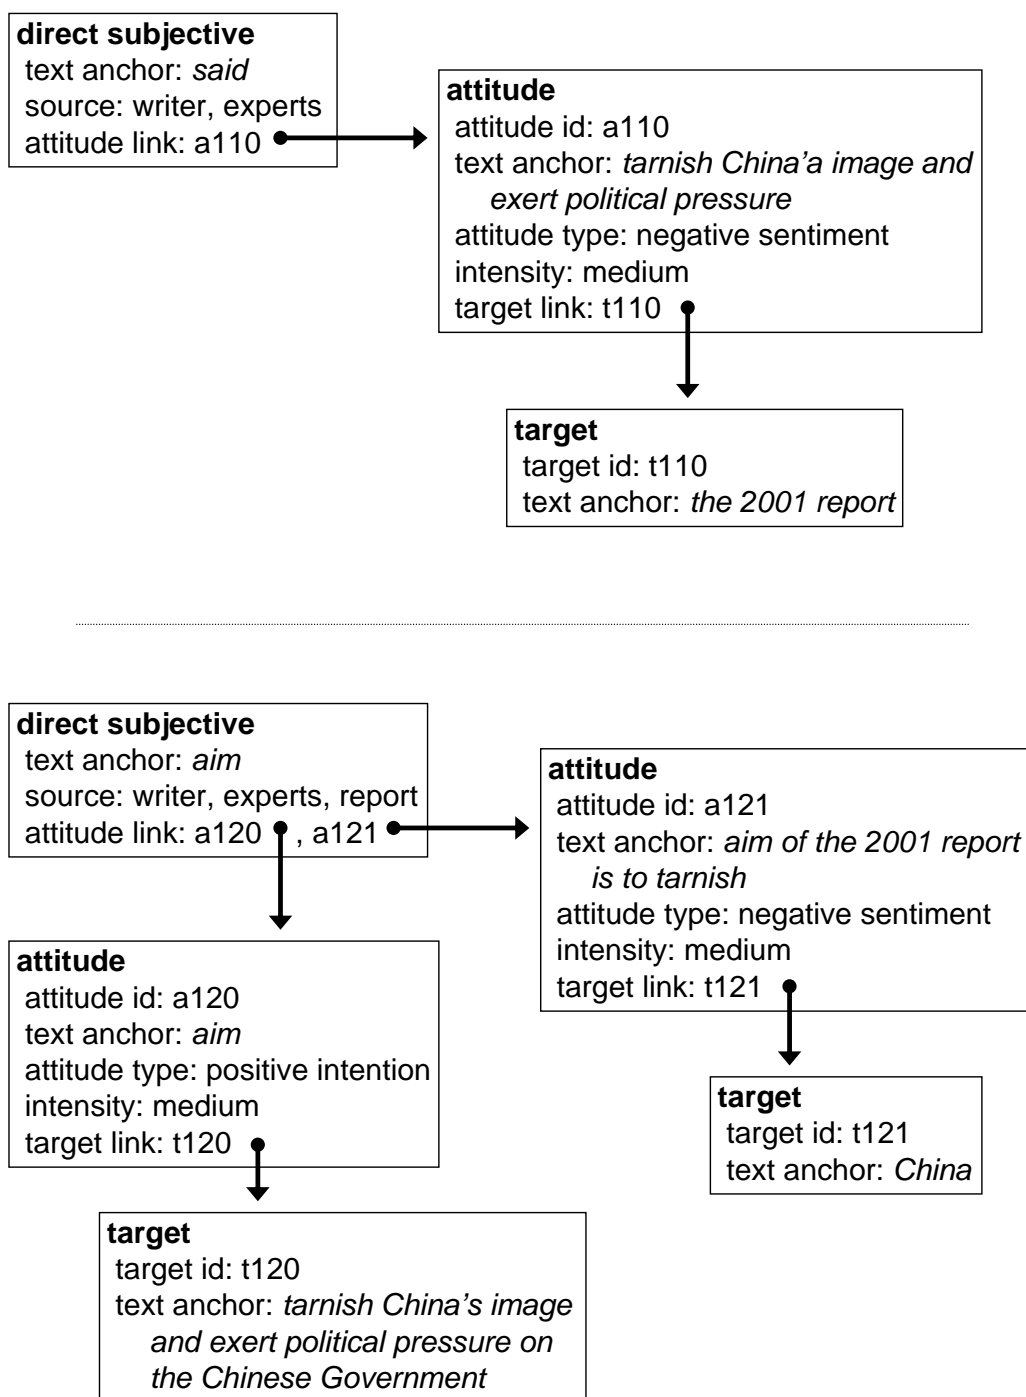 direct subjective
text anchor: said
source: writer, experts
attitude link: a110
attitude
attitude id: a110
text anchor: tarnish China'a image and
exert political pressure
attitude type: negative sentiment
intensity: medium
target link: t110
target
target id: t110
text anchor: the 2001 report
direct subjective
text anchor: aim
source: writer, experts, report
attitude link: a120 , a121
attitude
attitude id: a121
text anchor: aim of the 2001 report
is to tarnish
attitude type: negative sentiment
intensity: medium
target link: t121
attitude
attitude id: a120
text anchor: aim
attitude type: positive intention
intensity: medium
target link: t120
target
target id: t121
text anchor: China
target
target id: t120
text anchor: tarnish China's image
and exert political pressure on
the Chinese Government